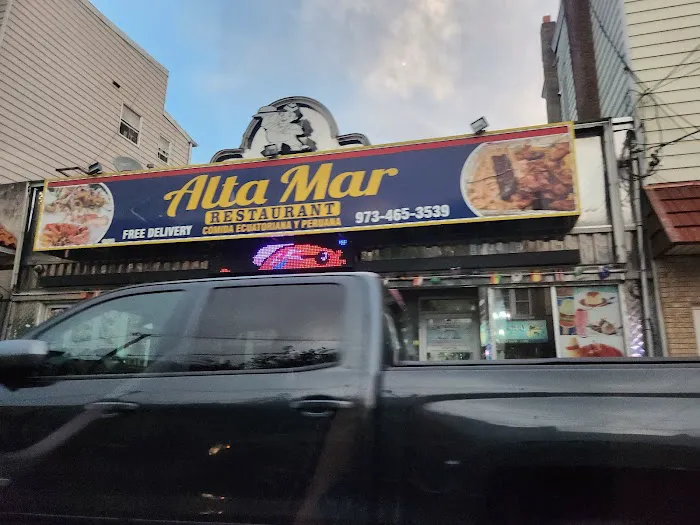 Alta Mar
RESTAURANT
COMIDA ECUATORIANA Y PERUANA
FREE DELIVERY
973-465-3539